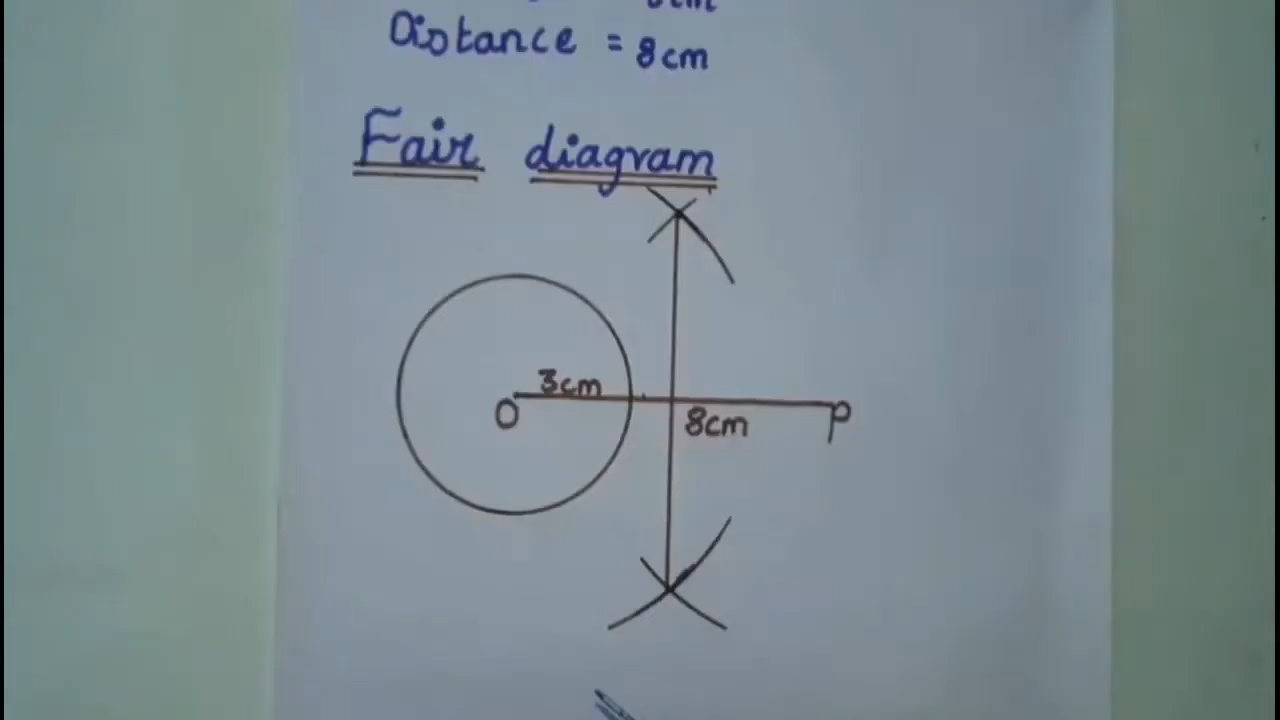 Distance = 8cm
Fair diagram
3cm
O
8cm
P